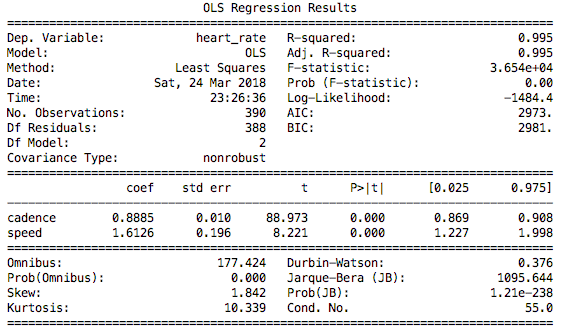 OLS Regression Results
==============================================================================
Dep. Variable:             heart_rate   R-squared:                       0.995
Model:                            OLS   Adj. R-squared:                  0.995
Method:                 Least Squares   F-statistic:                 3.654e+04
Date:                Sat, 24 Mar 2018   Prob (F-statistic):               0.00
Time:                        23:26:36   Log-Likelihood:                -1484.4
No. Observations:                 390   AIC:                             2973.
Df Residuals:                     388   BIC:                             2981.
Df Model:                           2
Covariance Type:            nonrobust
==============================================================================
coef    std err          t      P>|t|      [0.025      0.975]
------------------------------------------------------------------------------
cadence        0.8885      0.010     88.973      0.000       0.869       0.908
speed          1.6126      0.196      8.221      0.000       1.227       1.998
==============================================================================
Omnibus:                      177.424   Durbin-Watson:                   0.376
Prob(Omnibus):                  0.000   Jarque-Bera (JB):             1095.644
Skew:                           1.842   Prob(JB):                    1.21e-238
Kurtosis:                      10.339   Cond. No.                         55.0
==============================================================================